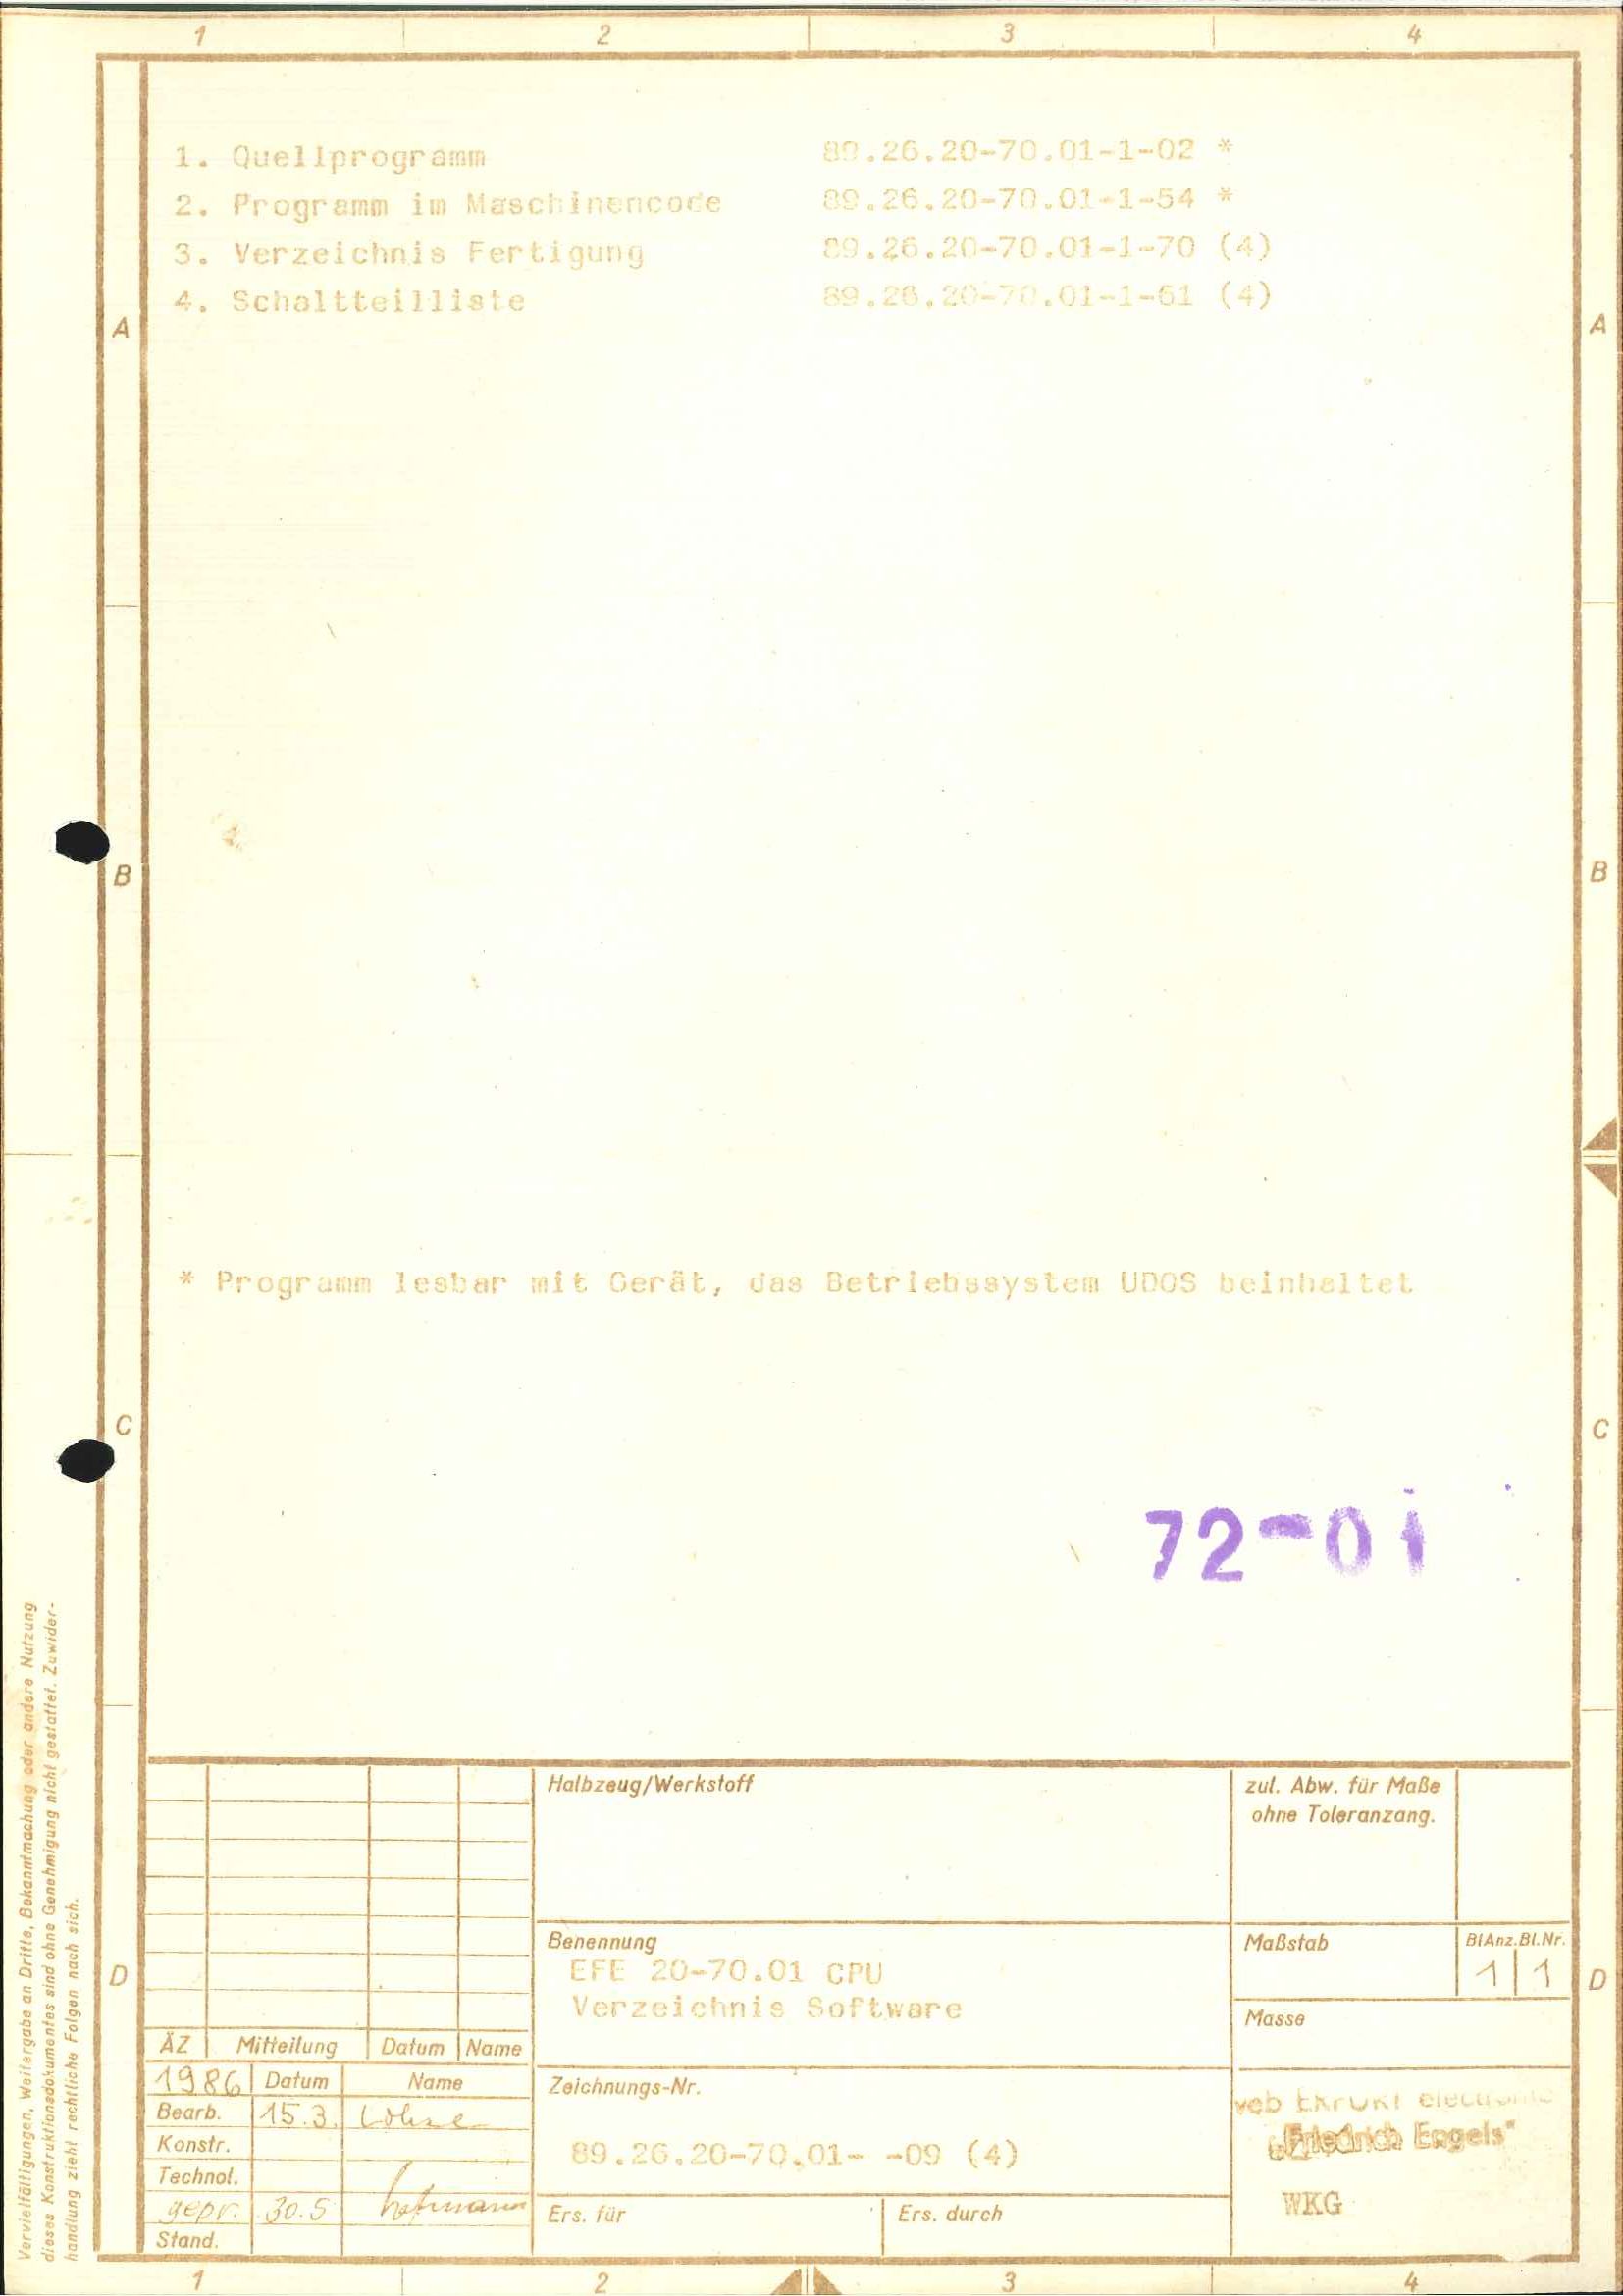 1 2 3 4
1. Quellprogramm 89.26.20-70.01-1-02 *
2. Programm im Maschinencode 89.26.20-70.01-1-54 *
3. Verzeichnis Fertigung 89.26.20-70.01-1-70 (4)
4. Schaltteilliste 89.26.20-70.01-1-61 (4)
A A
B B
* Programm lesbar mit Gerät, das Betriebssystem UDOS beinhaltet
C C
72-01
Vervielfältigungen, Weitergabe an Dritte, Bekanntmachung oder andere Nutzung
dieses Konstruktionsdokumentes sind ohne Genehmigung nicht gestattet. Zuwider-
handlung zieht rechtliche Folgen nach sich.
Halbzeug/Werkstoff
zul. Abw. für Maße
ohne Toleranzang.
Benennung
EFE 20-70.01 CPU
Verzeichnis Software
Maßstab
BlAnz. Bl.Nr.
1 1
D D
Masse
ÄZ Mitteilung Datum Name
1986 Datum Name
Bearb. 15.3.
Konstr.
Technol.
gepr. 30.5 Hofmann
Stand.
Zeichnungs-Nr.
89.26.20-70.01- -09 (4)
Ers. für
Ers. durch
veb ERFURT electronic
"Friedrich Engels"
WKG
1 2 3 4